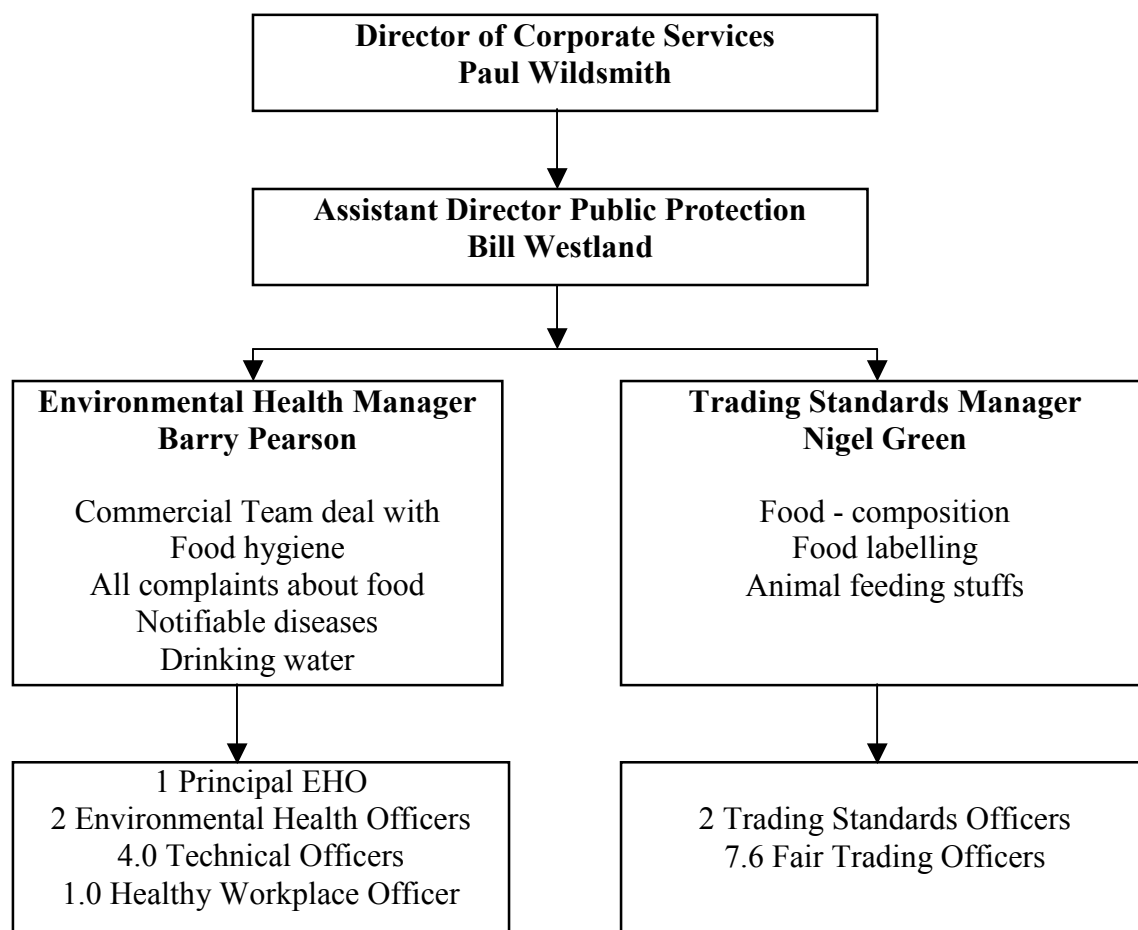 Director of Corporate Services
Paul Wildsmith
Assistant Director Public Protection
Bill Westland
Environmental Health Manager
Barry Pearson
Commercial Team deal with
Food hygiene
All complaints about food
Notifiable diseases
Drinking water
Trading Standards Manager
Nigel Green
Food - composition
Food labelling
Animal feeding stuffs
1 Principal EHO
2 Environmental Health Officers
4.0 Technical Officers
1.0 Healthy Workplace Officer
2 Trading Standards Officers
7.6 Fair Trading Officers